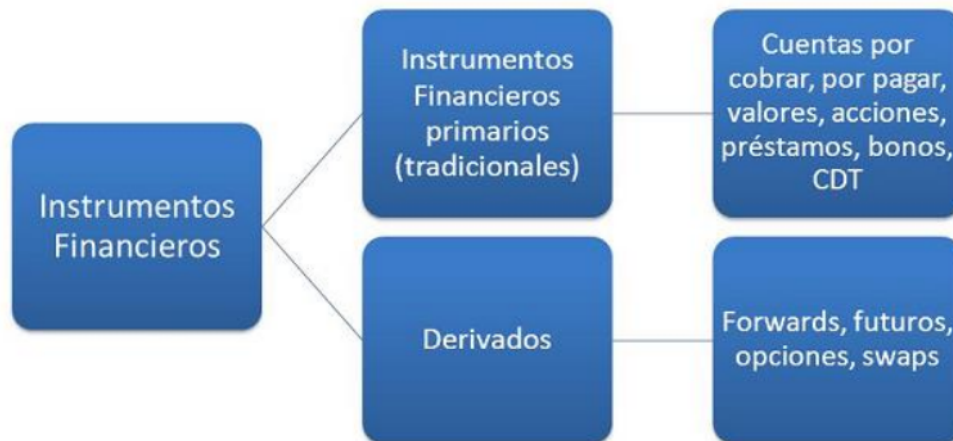 Instrumentos
Financieros
Instrumentos
Financieros
primarios
(tradicionales)
Cuentas por
cobrar, por pagar,
valores, acciones,
préstamos, bonos,
CDT
Derivados
Forwards, futuros,
opciones, swaps